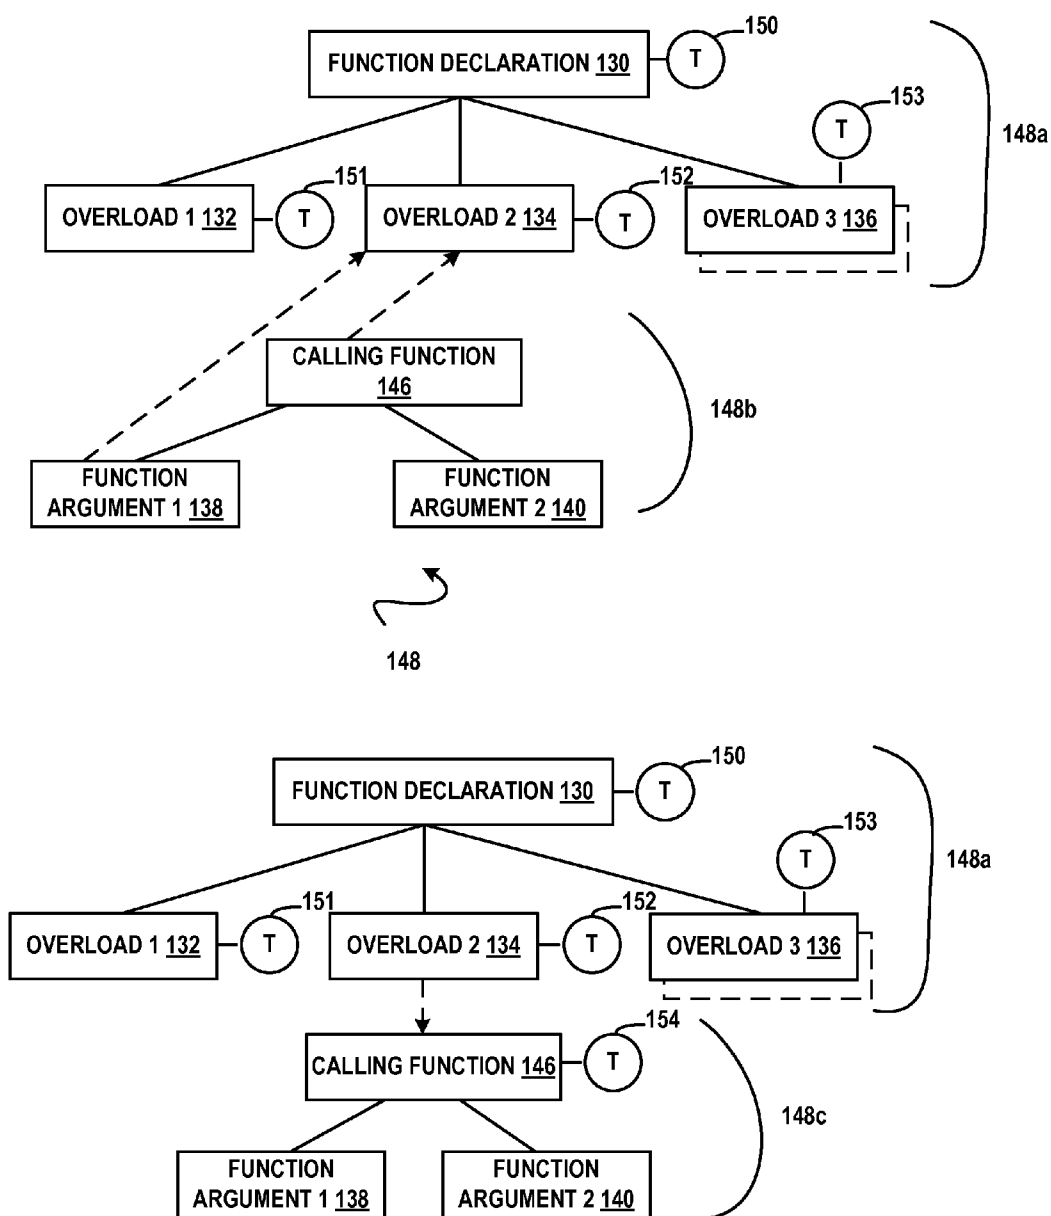 150
FUNCTION DECLARATION 130
T
153
T
148a
151
152
OVERLOAD 1 132
T
OVERLOAD 2 134
T
OVERLOAD 3 136
CALLING FUNCTION
146
148b
FUNCTION
ARGUMENT 1 138
FUNCTION
ARGUMENT 2 140
148
150
FUNCTION DECLARATION 130
T
153
T
148a
151
152
OVERLOAD 1 132
T
OVERLOAD 2 134
T
OVERLOAD 3 136
154
CALLING FUNCTION 146
T
148c
FUNCTION
ARGUMENT 1 138
FUNCTION
ARGUMENT 2 140